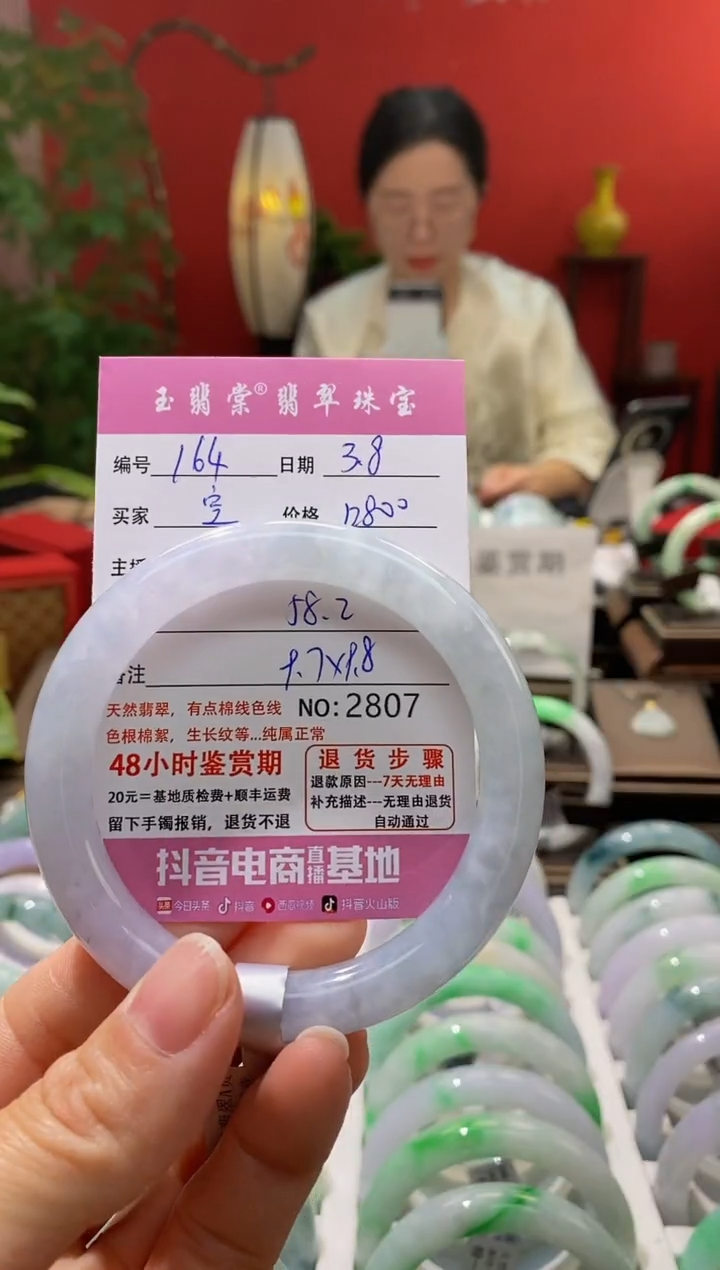 玉翡棠®翡翠珠宝
编号 164 日期 3.8
买家 空 价格 12800
主播
58.2
备注 9.7×9.8
天然翡翠，有点棉线色线 NO:2807
色根棉絮，生长纹等...纯属正常
48小时鉴赏期
20元=基地质检费+顺丰运费
留下手镯报销，退货不退
退货步骤
退款原因---7天无理由
补充描述---无理由退货
自动通过
抖音电商直播基地
头条 今日头条 抖音 西瓜视频 抖音火山版
鉴赏期